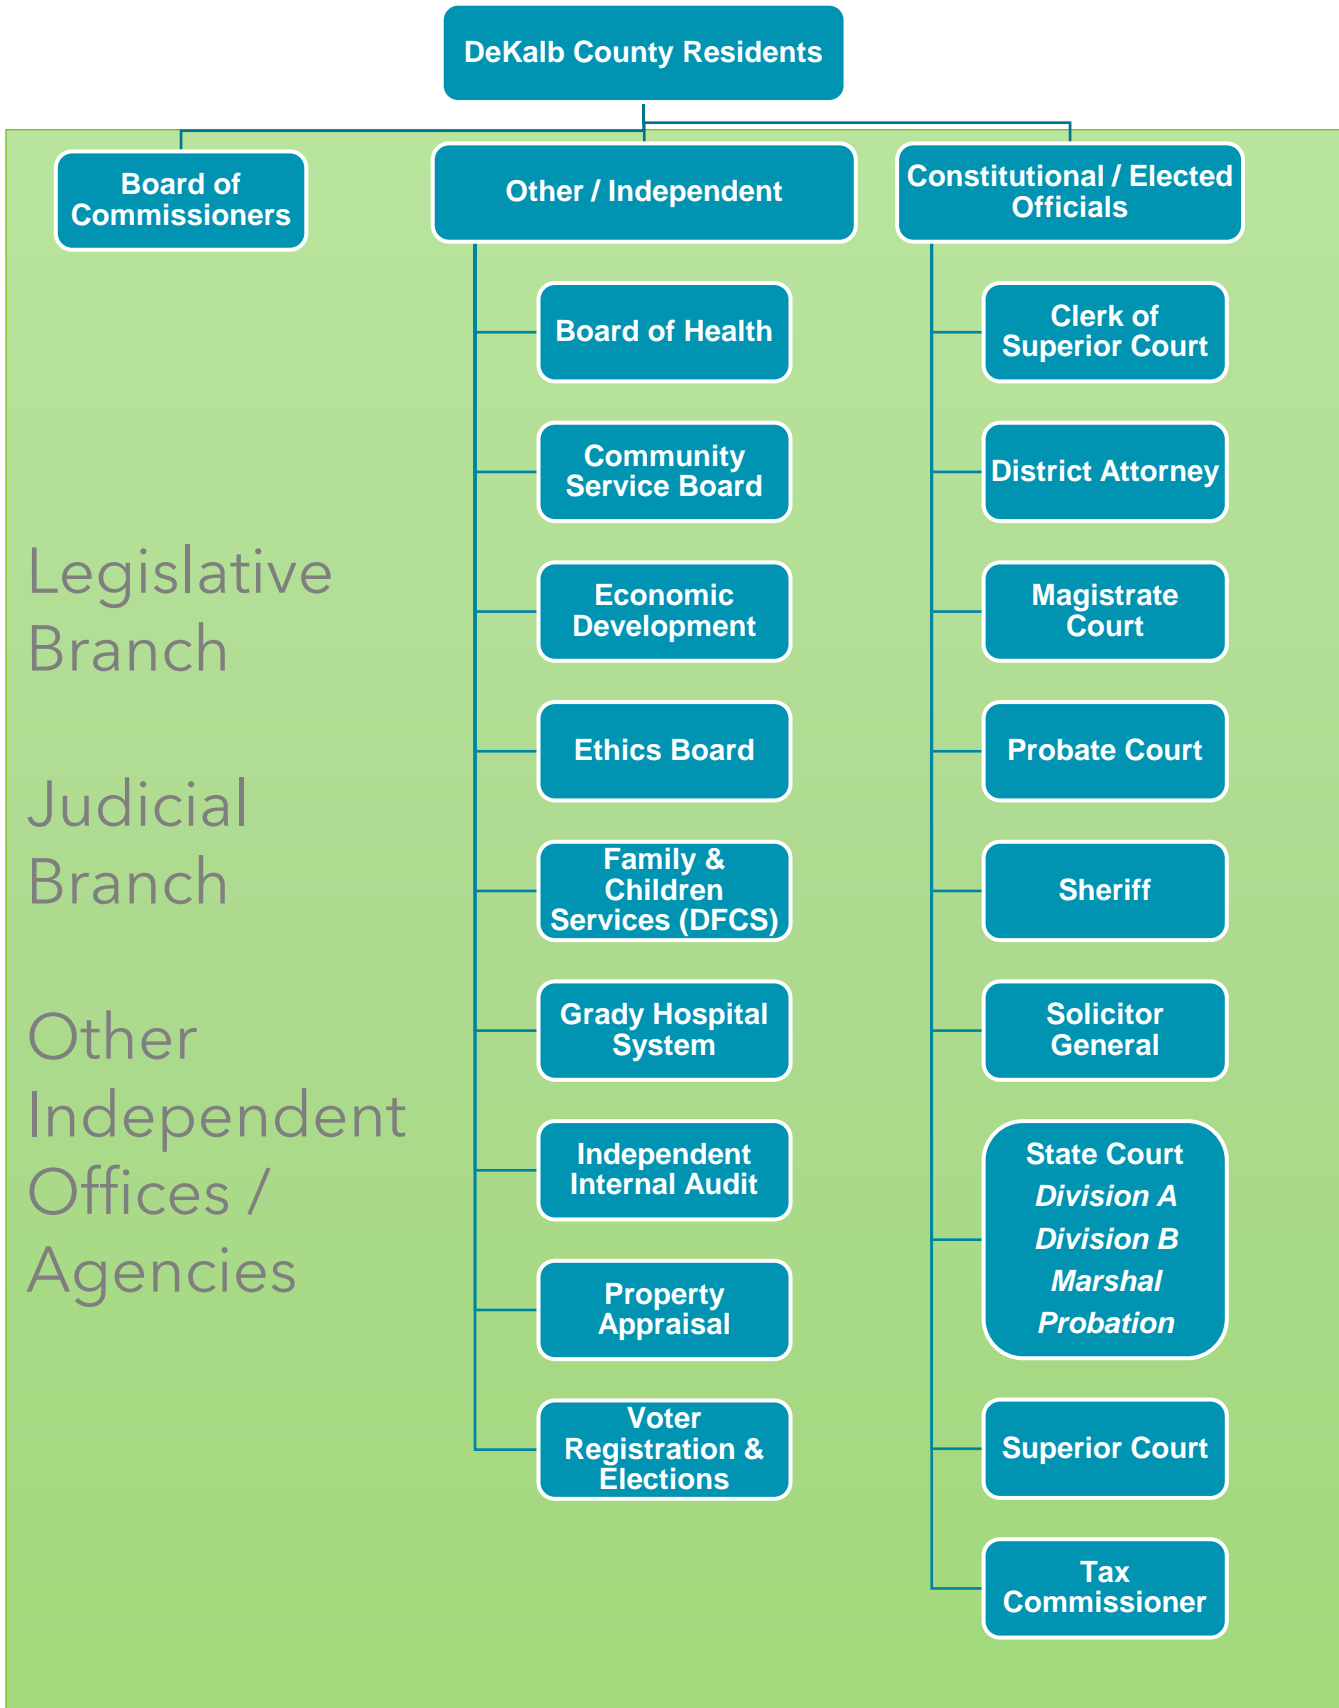 DeKalb County Residents
Board of
Commissioners
Other / Independent
Constitutional / Elected
Officials
Board of Health
Community
Service Board
Economic
Development
Ethics Board
Family &
Children
Services (DFCS)
Grady Hospital
System
Independent
Internal Audit
Property
Appraisal
Voter
Registration &
Elections
Clerk of
Superior Court
District Attorney
Magistrate
Court
Probate Court
Sheriff
Solicitor
General
State Court
Division A
Division B
Marshal
Probation
Superior Court
Tax
Commissioner
Legislative
Branch
Judicial
Branch
Other
Independent
Offices /
Agencies